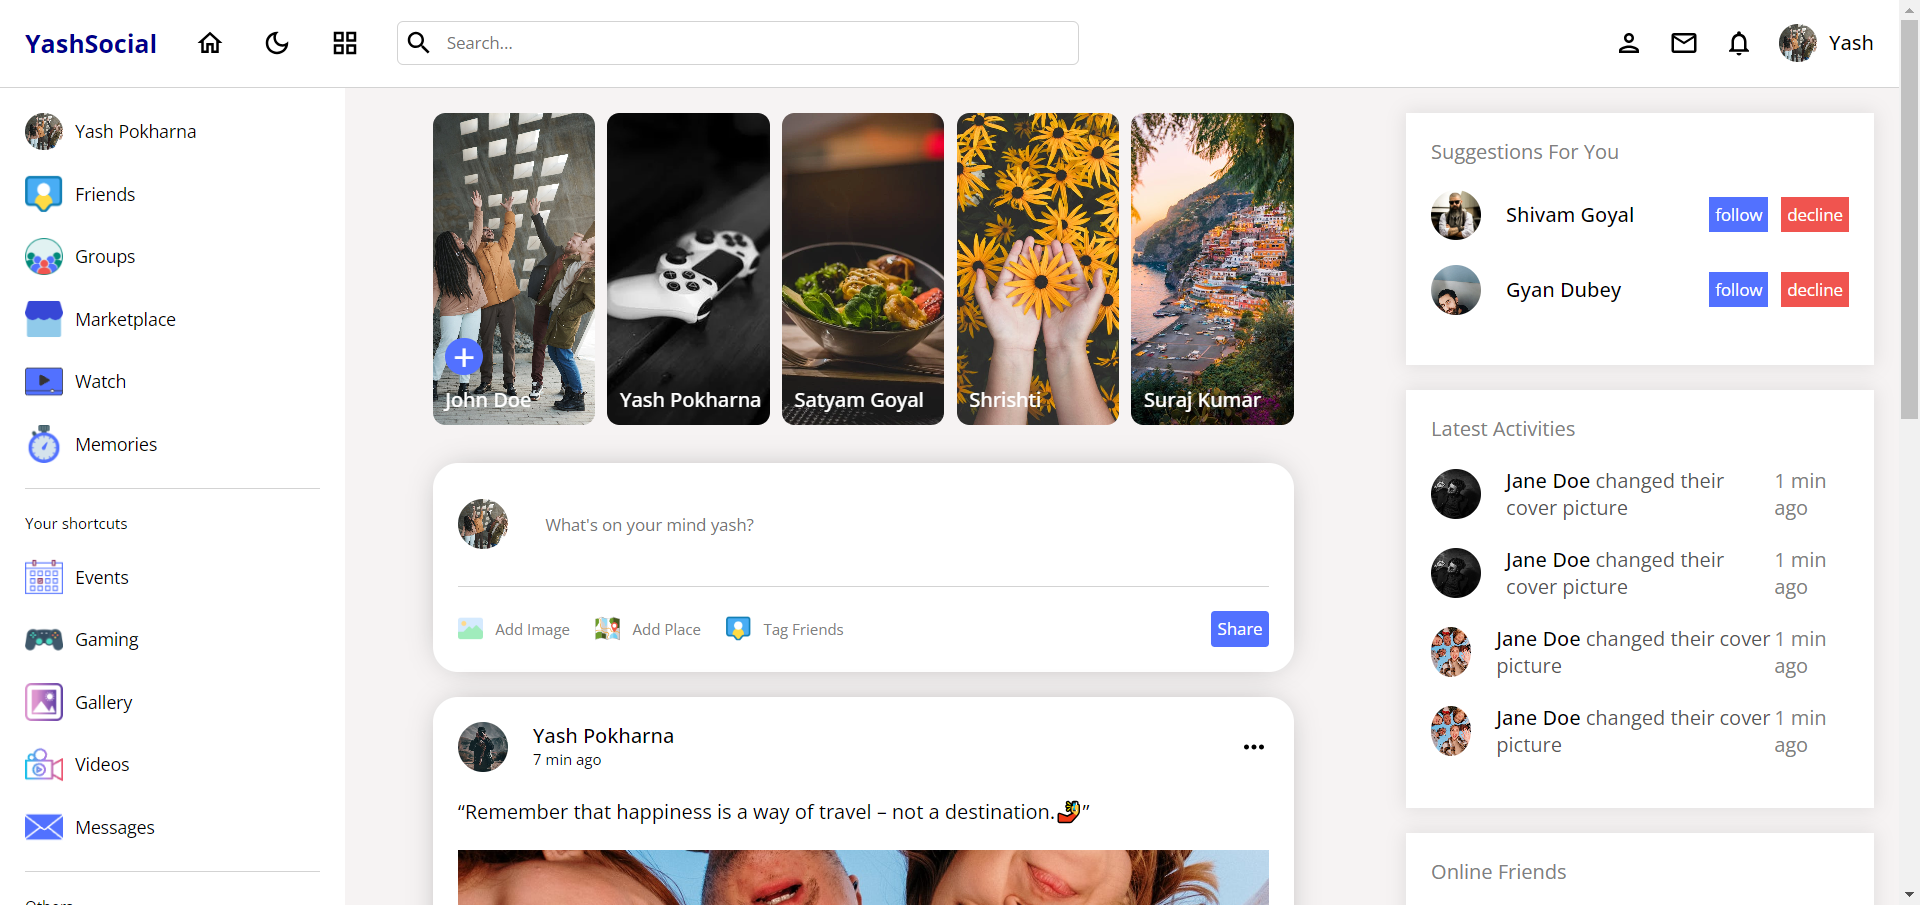 YashSocial
Search...
Yash
Yash Pokharna
Friends
Groups
Marketplace
Watch
Memories
Your shortcuts
Events
Gaming
Gallery
Videos
Messages
John Doe
Yash Pokharna
Satyam Goyal
Shrishti
Suraj Kumar
What's on your mind yash?
Add Image
Add Place
Tag Friends
Share
Yash Pokharna
7 min ago
“Remember that happiness is a way of travel – not a destination.🤳”
Suggestions For You
Shivam Goyal
follow
decline
Gyan Dubey
follow
decline
Latest Activities
Jane Doe changed their
cover picture
1 min
ago
Jane Doe changed their
cover picture
1 min
ago
Jane Doe changed their cover
picture
1 min
ago
Jane Doe changed their cover
picture
1 min
ago
Online Friends